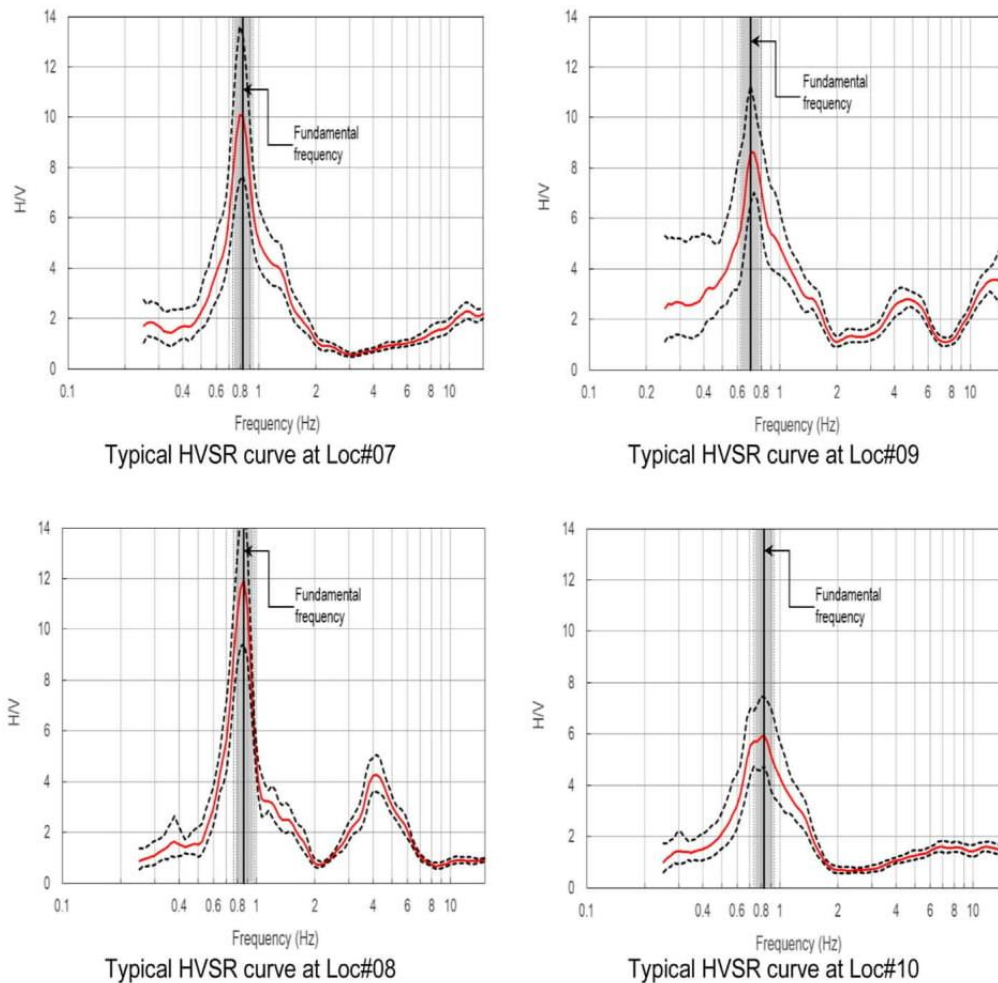 14
12
10
8
6
4
2
0
H/V
Fundamental
frequency
0.1 0.4 0.6 0.8 1 2 4 6 8 10
Frequency (Hz)
Typical HVSR curve at Loc#07
14
12
10
8
6
4
2
0
H/V
Fundamental
frequency
0.1 0.4 0.6 0.8 1 2 4 6 8 10
Frequency (Hz)
Typical HVSR curve at Loc#09
14
12
10
8
6
4
2
0
H/V
Fundamental
frequency
0.1 0.4 0.6 0.8 1 2 4 6 8 10
Frequency (Hz)
Typical HVSR curve at Loc#08
14
12
10
8
6
4
2
0
H/V
Fundamental
frequency
0.1 0.4 0.6 0.8 1 2 4 6 8 10
Frequency (Hz)
Typical HVSR curve at Loc#10